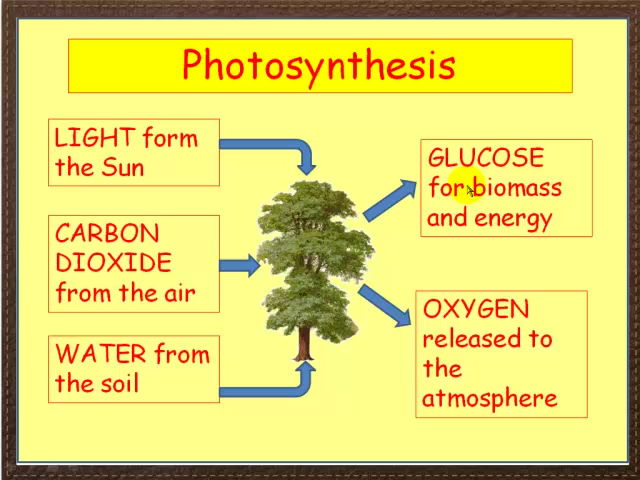 Photosynthesis
LIGHT form
the Sun
CARBON
DIOXIDE
from the air
WATER from
the soil
GLUCOSE
for biomass
and energy
OXYGEN
released to
the
atmosphere